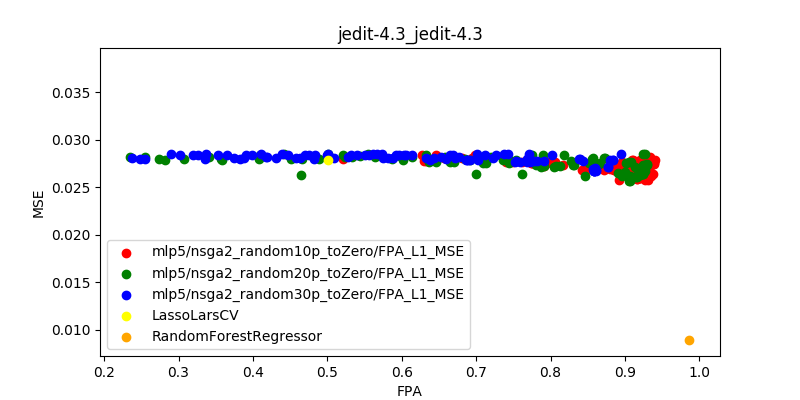 jedit-4.3_jedit-4.3
MSE
0.035
0.030
0.025
0.020
0.015
0.010
mlp5/nsga2_random10p_toZero/FPA_L1_MSE
mlp5/nsga2_random20p_toZero/FPA_L1_MSE
mlp5/nsga2_random30p_toZero/FPA_L1_MSE
LassoLarsCV
RandomForestRegressor
0.2 0.3 0.4 0.5 0.6 0.7 0.8 0.9 1.0
FPA